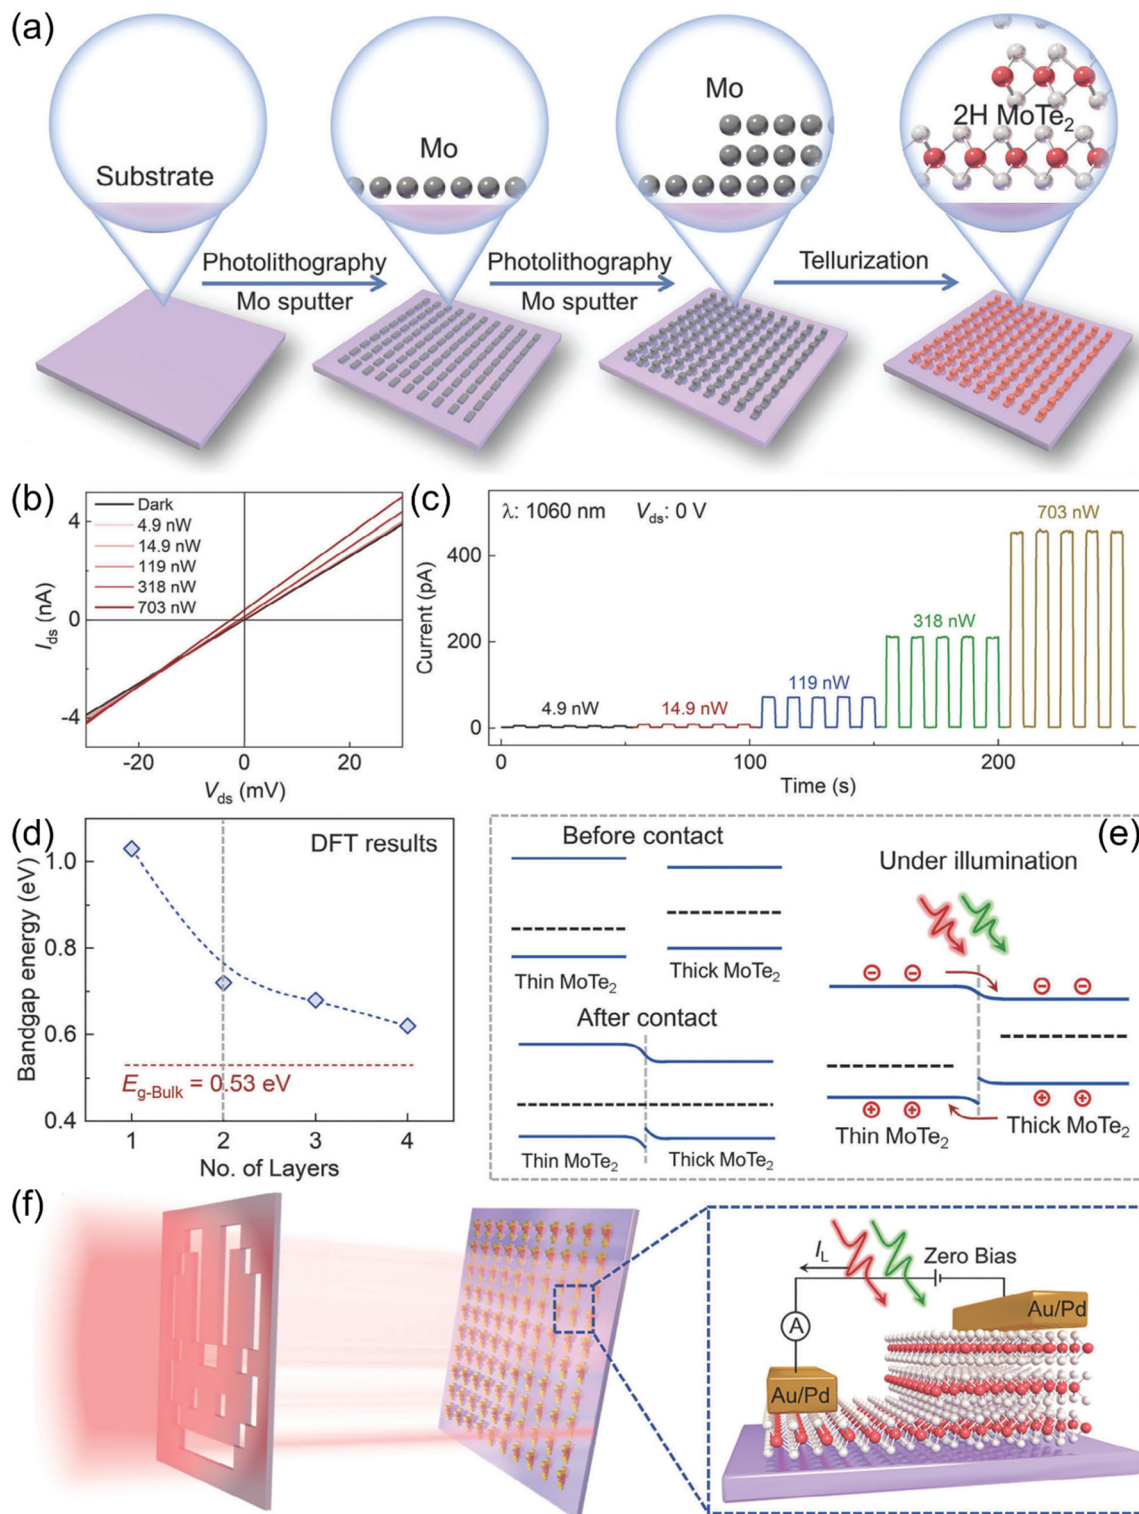 (a)
Substrate
Mo
Mo
2H MoTe₂
Photolithography
Mo sputter
Photolithography
Mo sputter
Tellurization
(b)
Dark
4.9 nW
14.9 nW
119 nW
318 nW
703 nW
4
0
-4
I_ds (nA)
-20
0
20
V_ds (mV)
(c)
λ: 1060 nm
V_ds: 0 V
4.9 nW
14.9 nW
119 nW
318 nW
703 nW
400
200
0
Current (pA)
0
100
200
Time (s)
(d)
DFT results
1.0
0.8
0.6
0.4
Bandgap energy (eV)
E_g-Bulk = 0.53 eV
1
2
3
4
No. of Layers
(e)
Before contact
Thin MoTe₂
Thick MoTe₂
After contact
Thin MoTe₂
Thick MoTe₂
Under illumination
Thin MoTe₂
Thick MoTe₂
(f)
I_L
Zero Bias
A
Au/Pd
Au/Pd